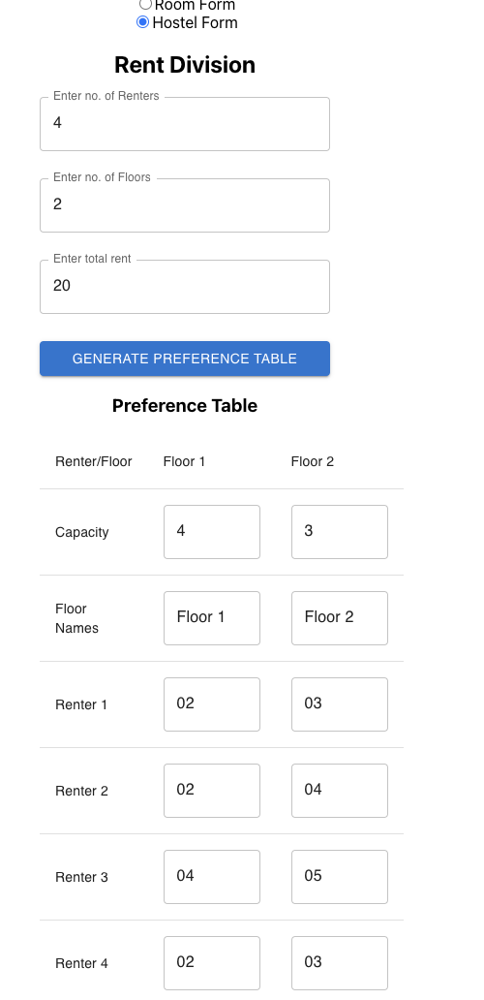 Room Form
Hostel Form
Rent Division
Enter no. of Renters
4
Enter no. of Floors
2
Enter total rent
20
GENERATE PREFERENCE TABLE
Preference Table
Renter/Floor Floor 1 Floor 2
Capacity 4 3
Floor
Names Floor 1 Floor 2
Renter 1 02 03
Renter 2 02 04
Renter 3 04 05
Renter 4 02 03